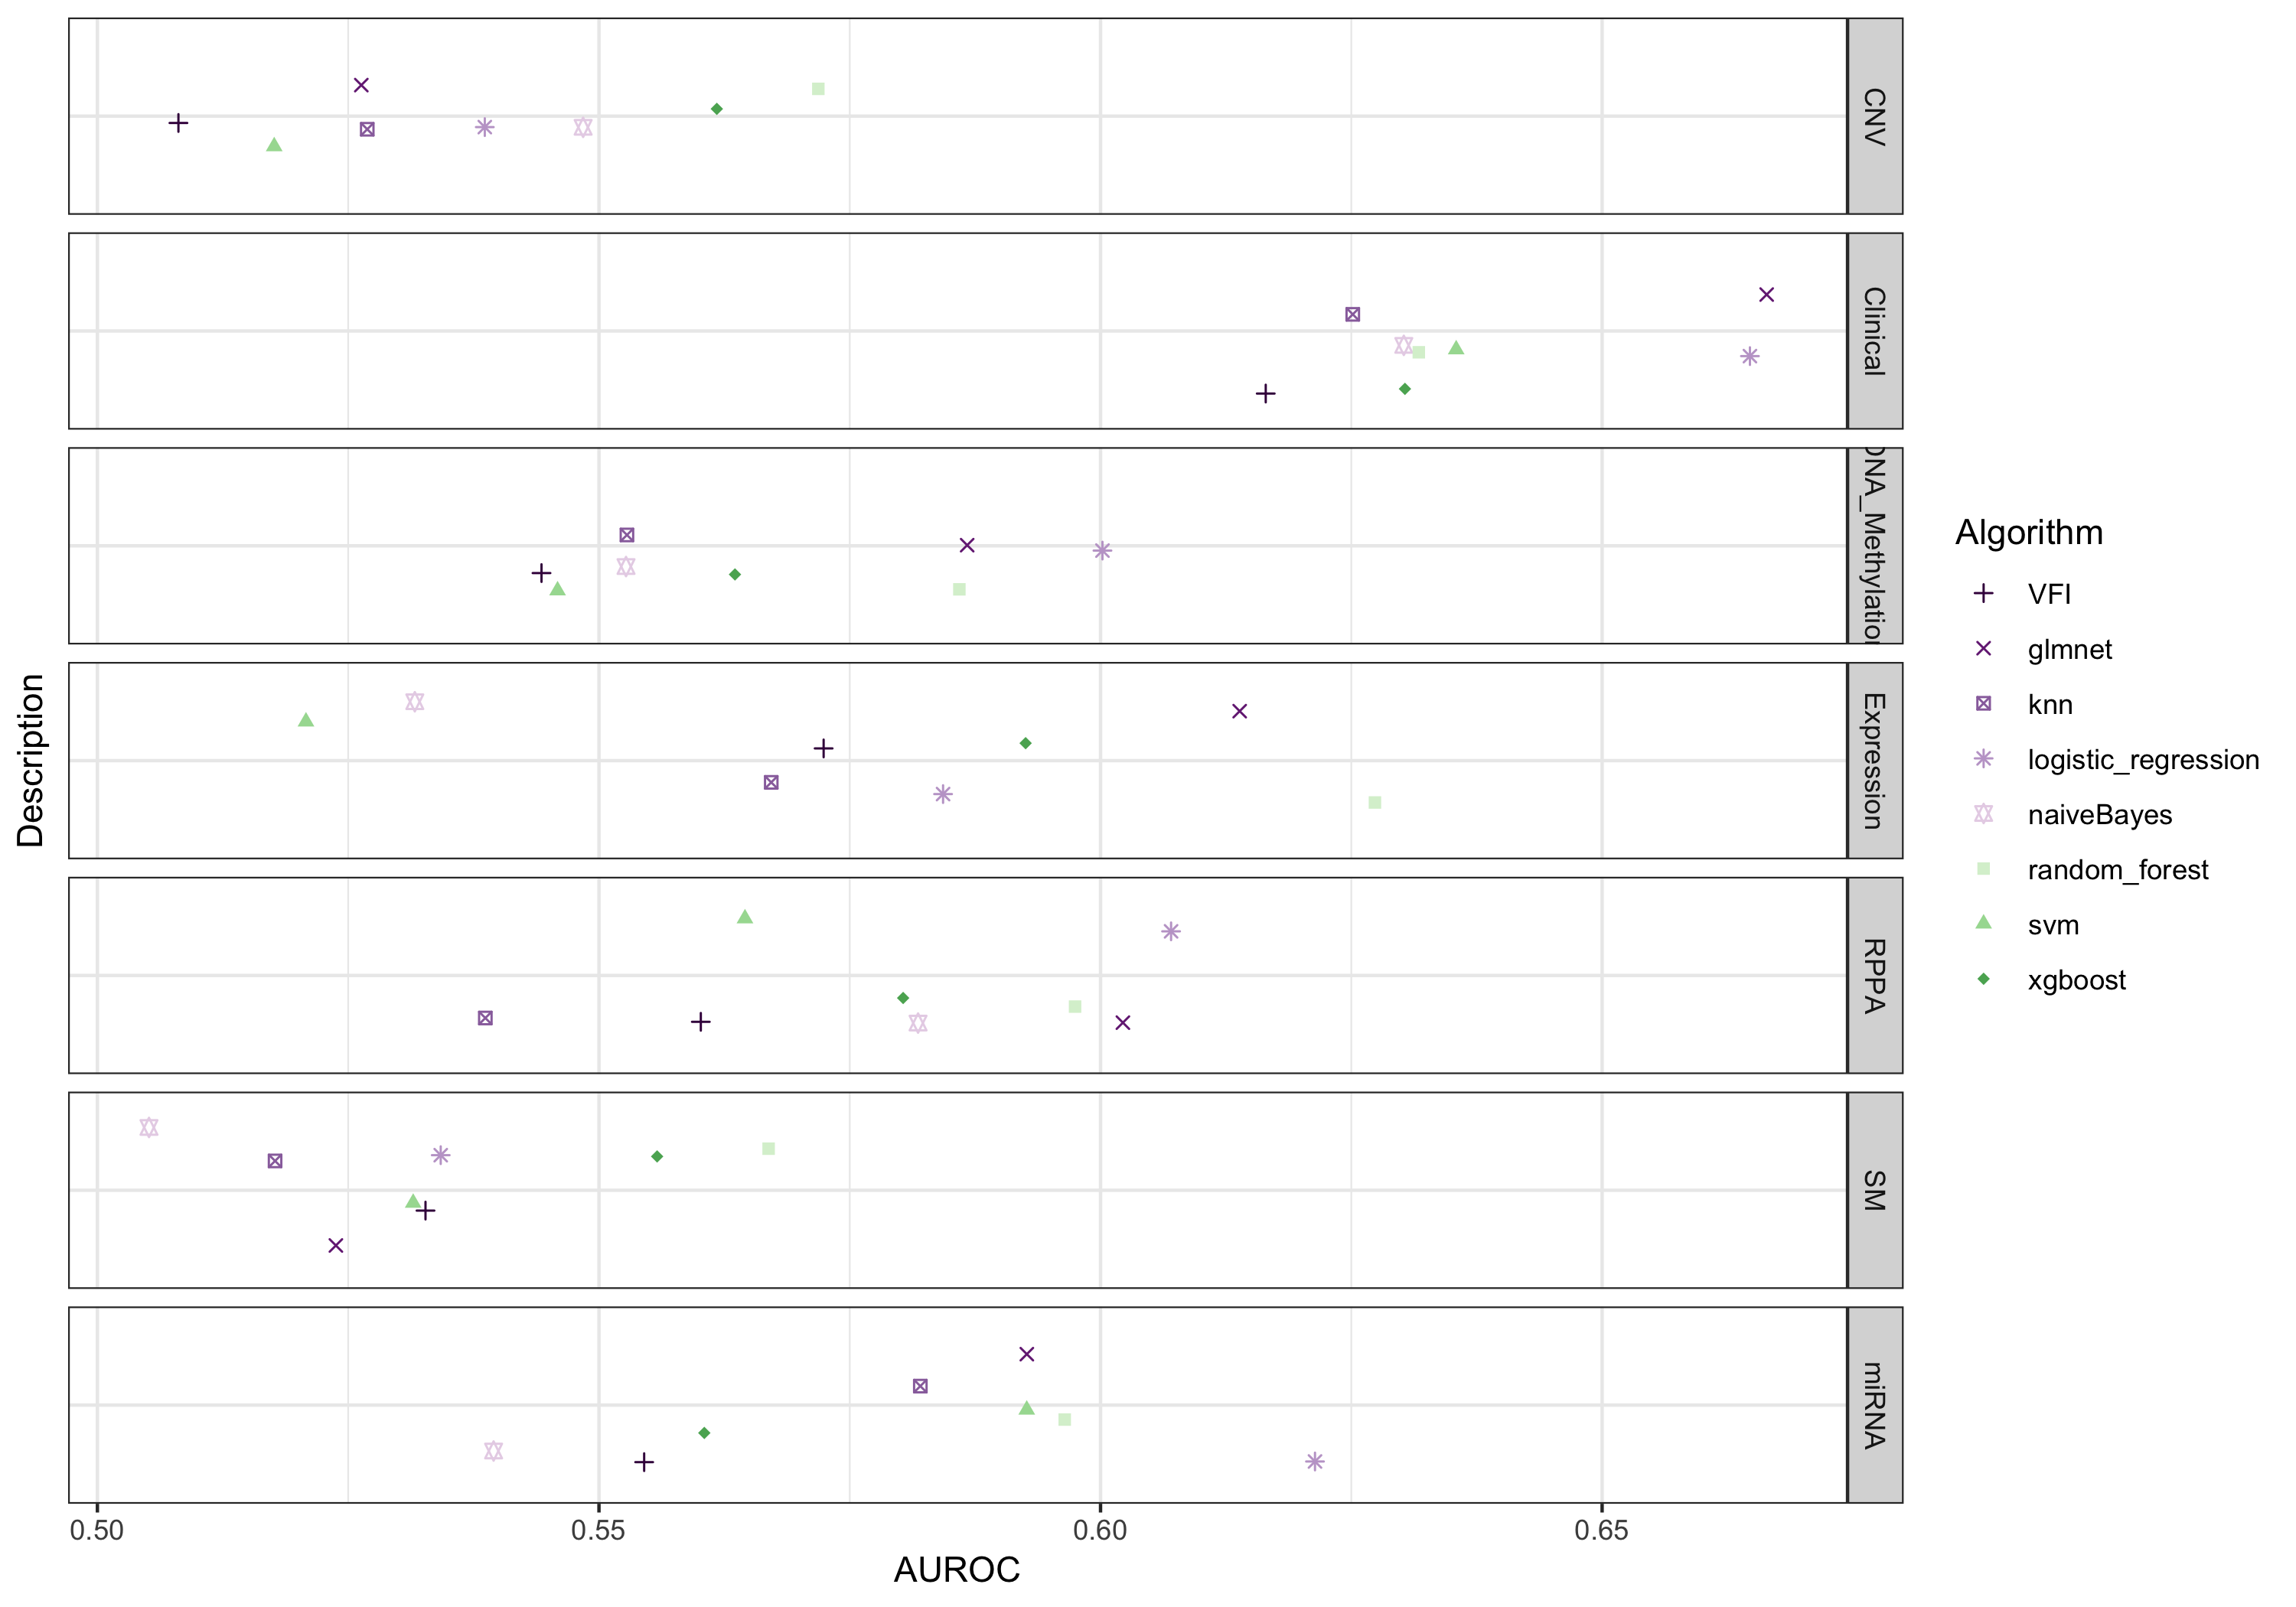 CNV
Clinical
DNA_Methylation
Expression
RPPA
SM
miRNA
Description
0.50 0.55 0.60 0.65
AUROC
Algorithm
VFI
glmnet
knn
logistic_regression
naiveBayes
random_forest
svm
xgboost